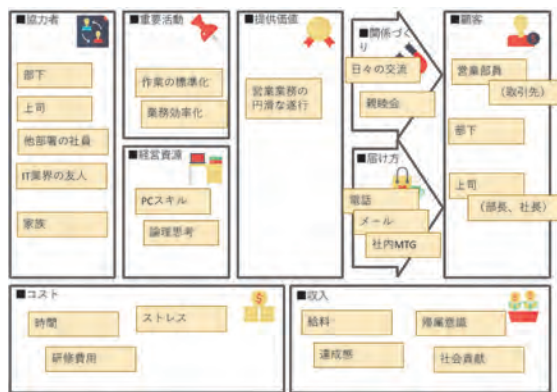 ■協力者
部下
上司
他部署の社員
IT業界の友人
家族
■重要活動
作業の標準化
業務効率化
■経営資源
PCスキル
論理思考
■提供価値
営業業務の
円滑な遂行
■関係づく
り
日々の交流
親睦会
■届け方
電話
メール
社内MTG
■顧客
営業部員
（取引先）
部下
上司
（部長、社長）
■コスト
時間
ストレス
研修費用
■収入
給料
帰属意識
達成態
社会貢献